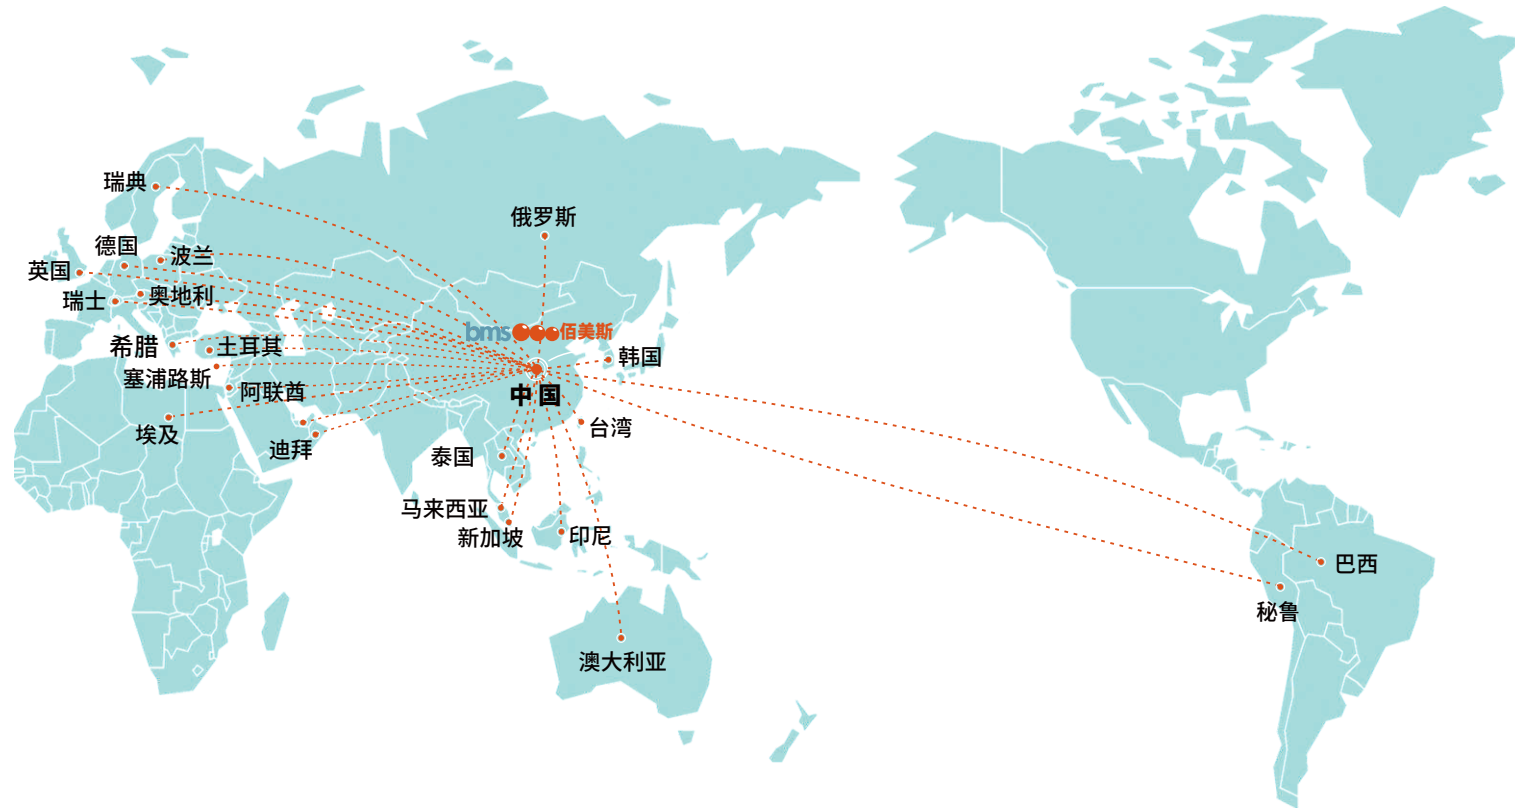 瑞典
俄罗斯
德国
波兰
英国
奥地利
瑞士
bms 佰美斯
希腊
土耳其
韩国
塞浦路斯
阿联酋
中国
台湾
埃及
迪拜
泰国
马来西亚
新加坡
印尼
巴西
秘鲁
澳大利亚